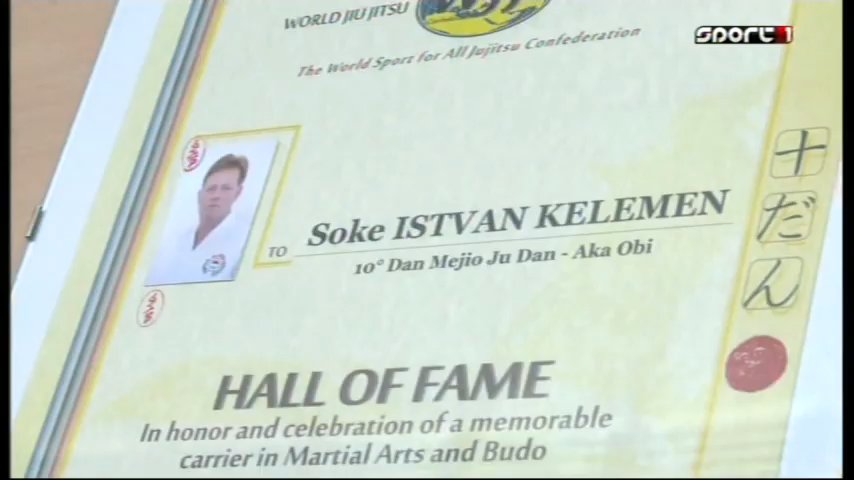 WORLD JIU JITSU
The World Sport for All Jujitsu Confederation
sport1
TO
Soke ISTVAN KELEMEN
10° Dan Mejio Ju Dan - Aka Obi
十だん
HALL OF FAME
In honor and celebration of a memorable
carrier in Martial Arts and Budo